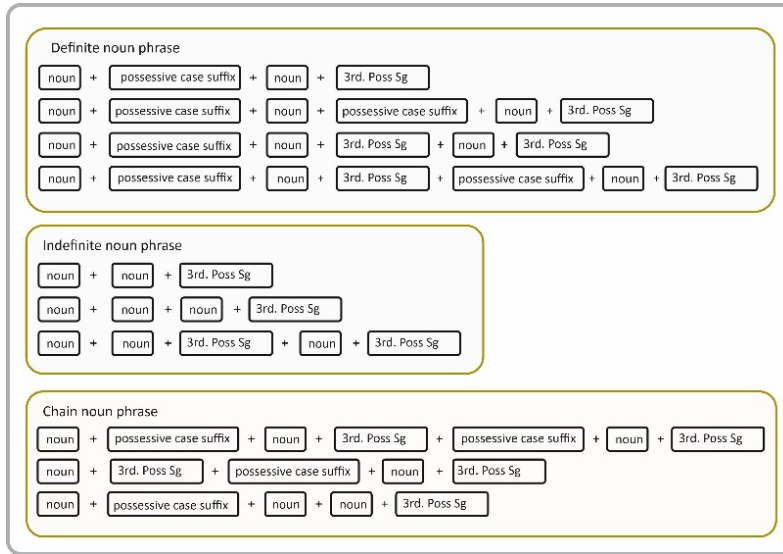 Definite noun phrase
noun + possessive case suffix + noun + 3rd. Poss Sg
noun + possessive case suffix + noun + possessive case suffix + noun + 3rd. Poss Sg
noun + possessive case suffix + noun + 3rd. Poss Sg + noun + 3rd. Poss Sg
noun + possessive case suffix + noun + 3rd. Poss Sg + possessive case suffix + noun + 3rd. Poss Sg
Indefinite noun phrase
noun + noun + 3rd. Poss Sg
noun + noun + noun + 3rd. Poss Sg
noun + noun + 3rd. Poss Sg + noun + 3rd. Poss Sg
Chain noun phrase
noun + possessive case suffix + noun + 3rd. Poss Sg + possessive case suffix + noun + 3rd. Poss Sg
noun + 3rd. Poss Sg + possessive case suffix + noun + 3rd. Poss Sg
noun + possessive case suffix + noun + noun + 3rd. Poss Sg